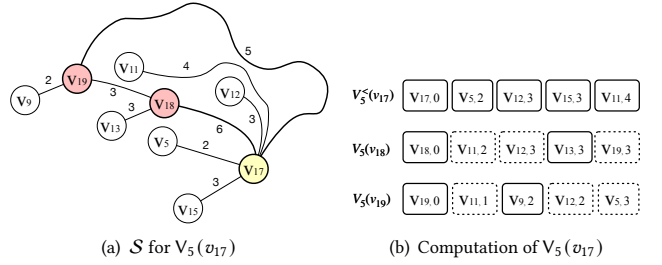 5
V19
2
V9
V11
4
3
V18
V12
3
V13
6
3
V5
2
V17
3
V15
(a) S for V5(v17)
V5<(v17) V17,0 V5,2 V12,3 V15,3 V11,4
V5(v18) V18,0 V11,2 V12,3 V13,3 V19,3
V5(v19) V19,0 V11,1 V9,2 V12,2 V5,3
(b) Computation of V5(v17)